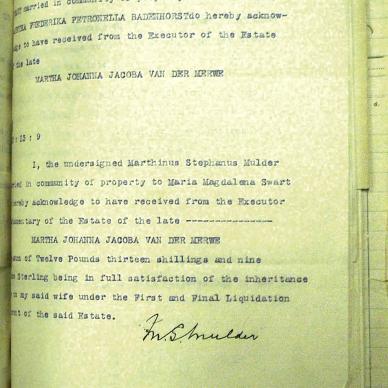 married in community of
FREDERIKA PETRONELLA BADENHORSTdo hereby acknow-
to have received from the Executor of the Estate
the late
MARTHA JOHANNA JACOBA VAN DER MERWE
: 13 : 9
I, the undersigned Marthinus Stephanus Mulder
in community of property to Maria Magdalena Swart
hereby acknowledge to have received from the Executor
of the Estate of the late ---------------
MARTHA JOHANNA JACOBA VAN DER MERWE
of Twelve Pounds thirteen shillings and nine
Sterling being in full satisfaction of the inheritance
my said wife under the First and Final Liquidation
of the said Estate.
M.S. Mulder